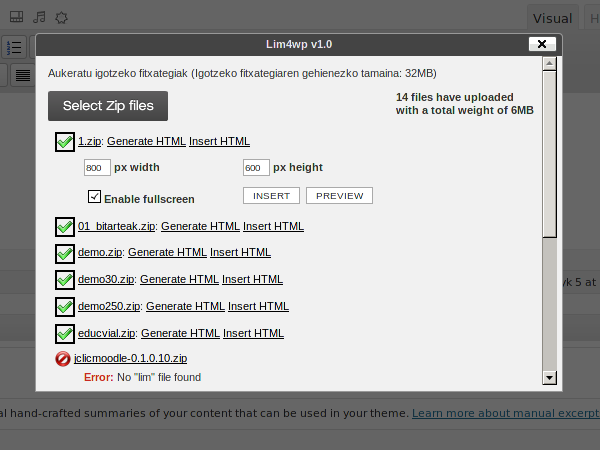 Visual
H
Lim4wp v1.0
Aukeratu igotzeko fitxategiak (Igotzeko fitxategiaren gehienezko tamaina: 32MB)
Select Zip files
14 files have uploaded
with a total weight of 6MB
1.zip: Generate HTML Insert HTML
800 px width
600 px height
Enable fullscreen
INSERT
PREVIEW
01_bitarteak.zip: Generate HTML Insert HTML
demo.zip: Generate HTML Insert HTML
demo30.zip: Generate HTML Insert HTML
yk 5 at
demo250.zip: Generate HTML Insert HTML
educvial.zip: Generate HTML Insert HTML
jclicmoodle-0.1.0.10.zip
Error: No "lim" file found
al hand-crafted summaries of your content that can be used in your theme. Learn more about manual excerpt